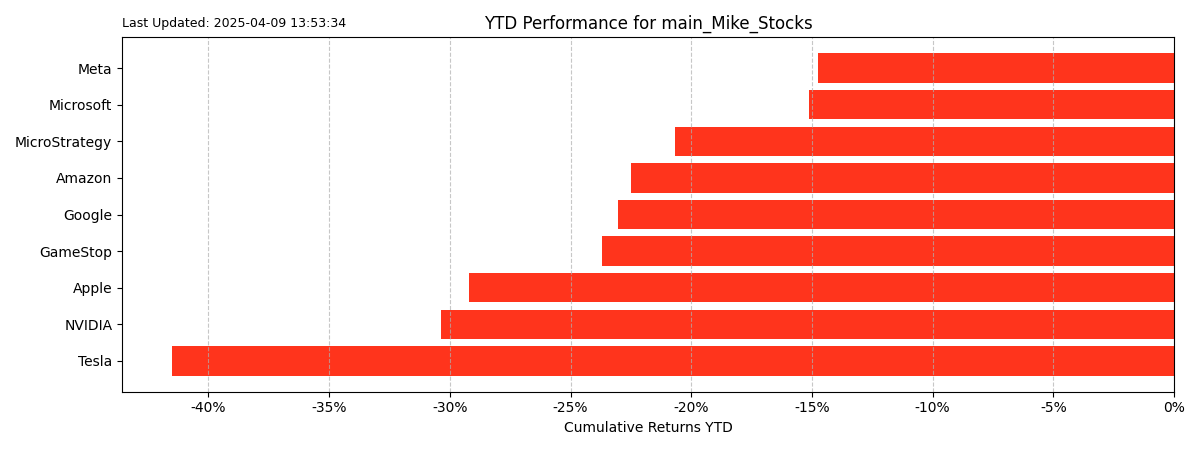 Last Updated: 2025-04-09 13:53:34
YTD Performance for main_Mike_Stocks
Meta
Microsoft
MicroStrategy
Amazon
Google
GameStop
Apple
NVIDIA
Tesla
-40% -35% -30% -25% -20% -15% -10% -5% 0%
Cumulative Returns YTD